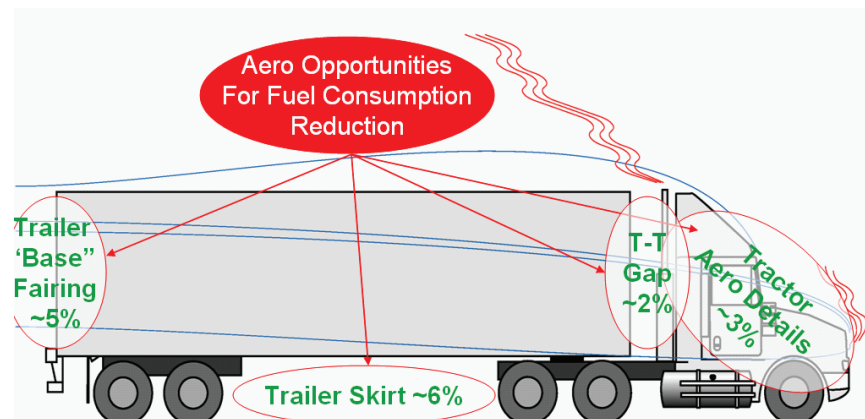 Aero Opportunities
For Fuel Consumption
Reduction
Trailer
‘Base”
Fairing
~5%
T-T
Gap
~2%
Tractor
Aero Details
~3%
Trailer Skirt ~6%